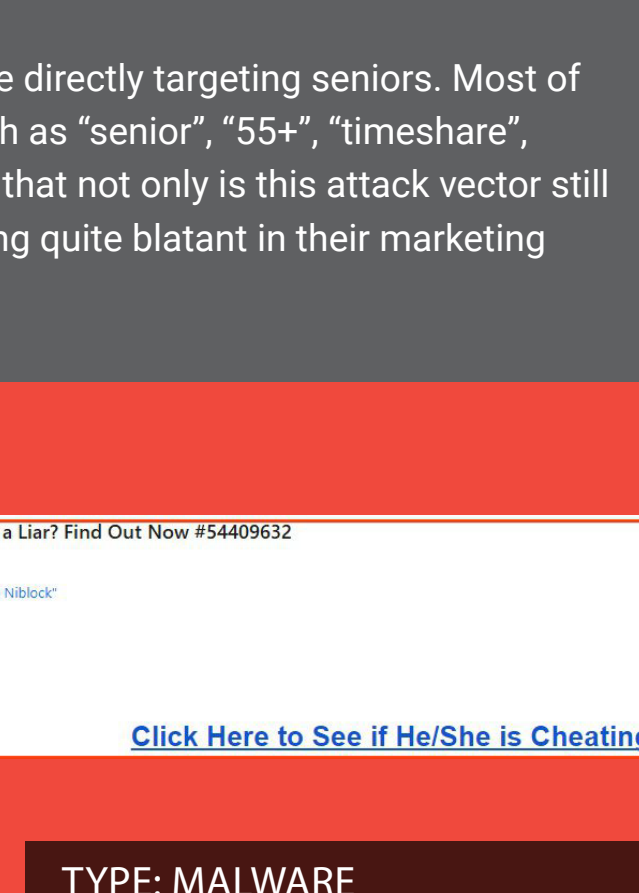 e directly targeting seniors. Most of
h as “senior”, “55+”, “timeshare”,
that not only is this attack vector still
ng quite blatant in their marketing
a Liar? Find Out Now #54409632
Niblock"
Click Here to See if He/She is Cheating
TYPE: MALWARE